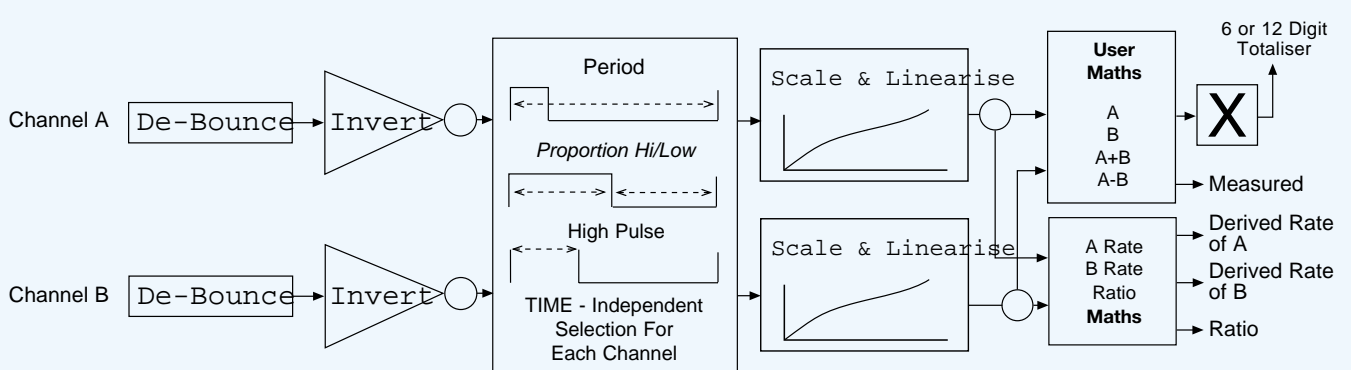 6 or 12 Digit
Totaliser
User
Maths
A
B
A+B
A-B
X
Measured
Channel A
De-Bounce
Invert
Period
Proportion Hi/Low
High Pulse
TIME - Independent
Selection For
Each Channel
Scale & Linearise
Channel B
De-Bounce
Invert
Scale & Linearise
A Rate
B Rate
Ratio
Maths
Derived Rate
of A
Derived Rate
of B
Ratio